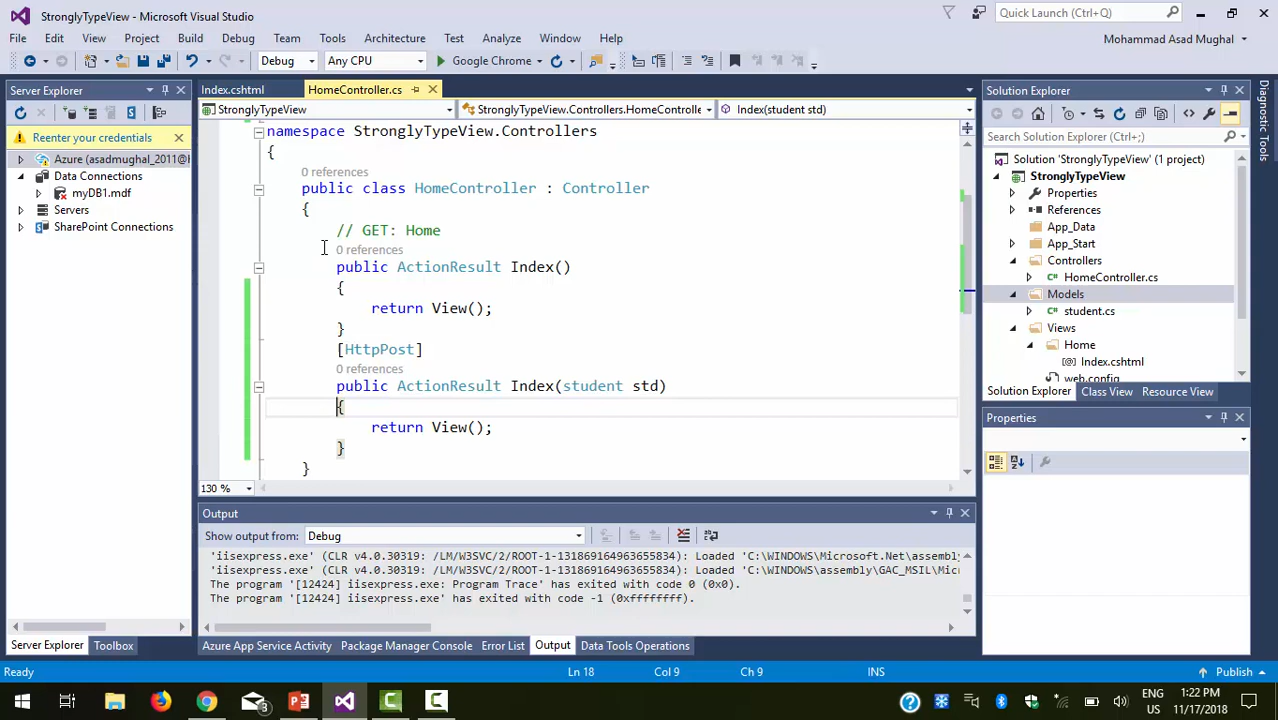 StronglyTypeView - Microsoft Visual Studio
Quick Launch (Ctrl+Q)
File Edit View Project Build Debug Team Tools Architecture Test Analyze Window Help
Mohammad Asad Mughal
Debug Any CPU Google Chrome
Server Explorer
Reenter your credentials
Azure (asadmughal_2011@
Data Connections
myDB1.mdf
Servers
SharePoint Connections
Server Explorer Toolbox
Index.cshtml HomeController.cs
StronglyTypeView StronglyTypeView.Controllers.HomeControlle Index(student std)
namespace StronglyTypeView.Controllers
{
0 references
public class HomeController : Controller
{
// GET: Home
0 references
public ActionResult Index()
{
return View();
}
[HttpPost]
0 references
public ActionResult Index(student std)
{
return View();
}
}
130 %
Output
Show output from: Debug
'iisexpress.exe' (CLR v4.0.30319: /LM/W3SVC/2/ROOT-1-131869164963655834): Loaded 'C:\WINDOWS\Microsoft.Net\assembly
'iisexpress.exe' (CLR v4.0.30319: /LM/W3SVC/2/ROOT-1-131869164963655834): Loaded 'C:\WINDOWS\assembly\GAC_MSIL\Mic
The program '[12424] iisexpress.exe: Program Trace' has exited with code 0 (0x0).
The program '[12424] iisexpress.exe' has exited with code -1 (0xffffffff).
Azure App Service Activity Package Manager Console Error List Output Data Tools Operations
Solution Explorer
Search Solution Explorer (Ctrl+;)
Solution 'StronglyTypeView' (1 project)
StronglyTypeView
Properties
References
App_Data
App_Start
Controllers
HomeController.cs
Models
student.cs
Views
Home
Index.cshtml
web.config
Solution Explorer Class View Resource View
Properties
Diagnostic Tools
Ready Ln 18 Col 9 Ch 9 INS Publish
3
ENG
US
1:22 PM
11/17/2018